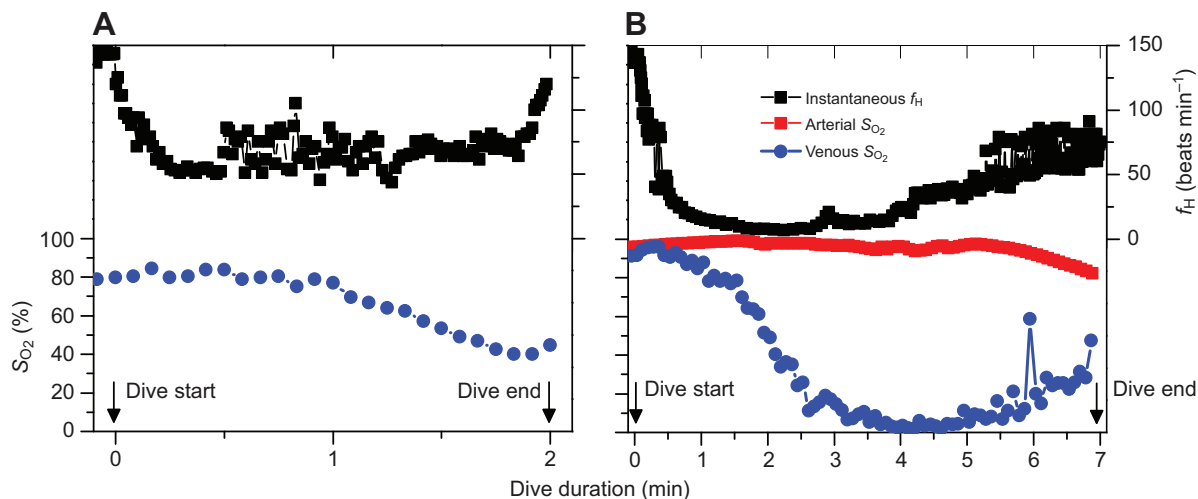 A
B
150
100
50
0
f_H (beats min⁻¹)
Instantaneous f_H
Arterial S_O₂
Venous S_O₂
100
80
60
40
20
0
S_O₂ (%)
Dive start
Dive end
Dive start
Dive end
0
1
2
0
1
2
3
4
5
6
7
Dive duration (min)